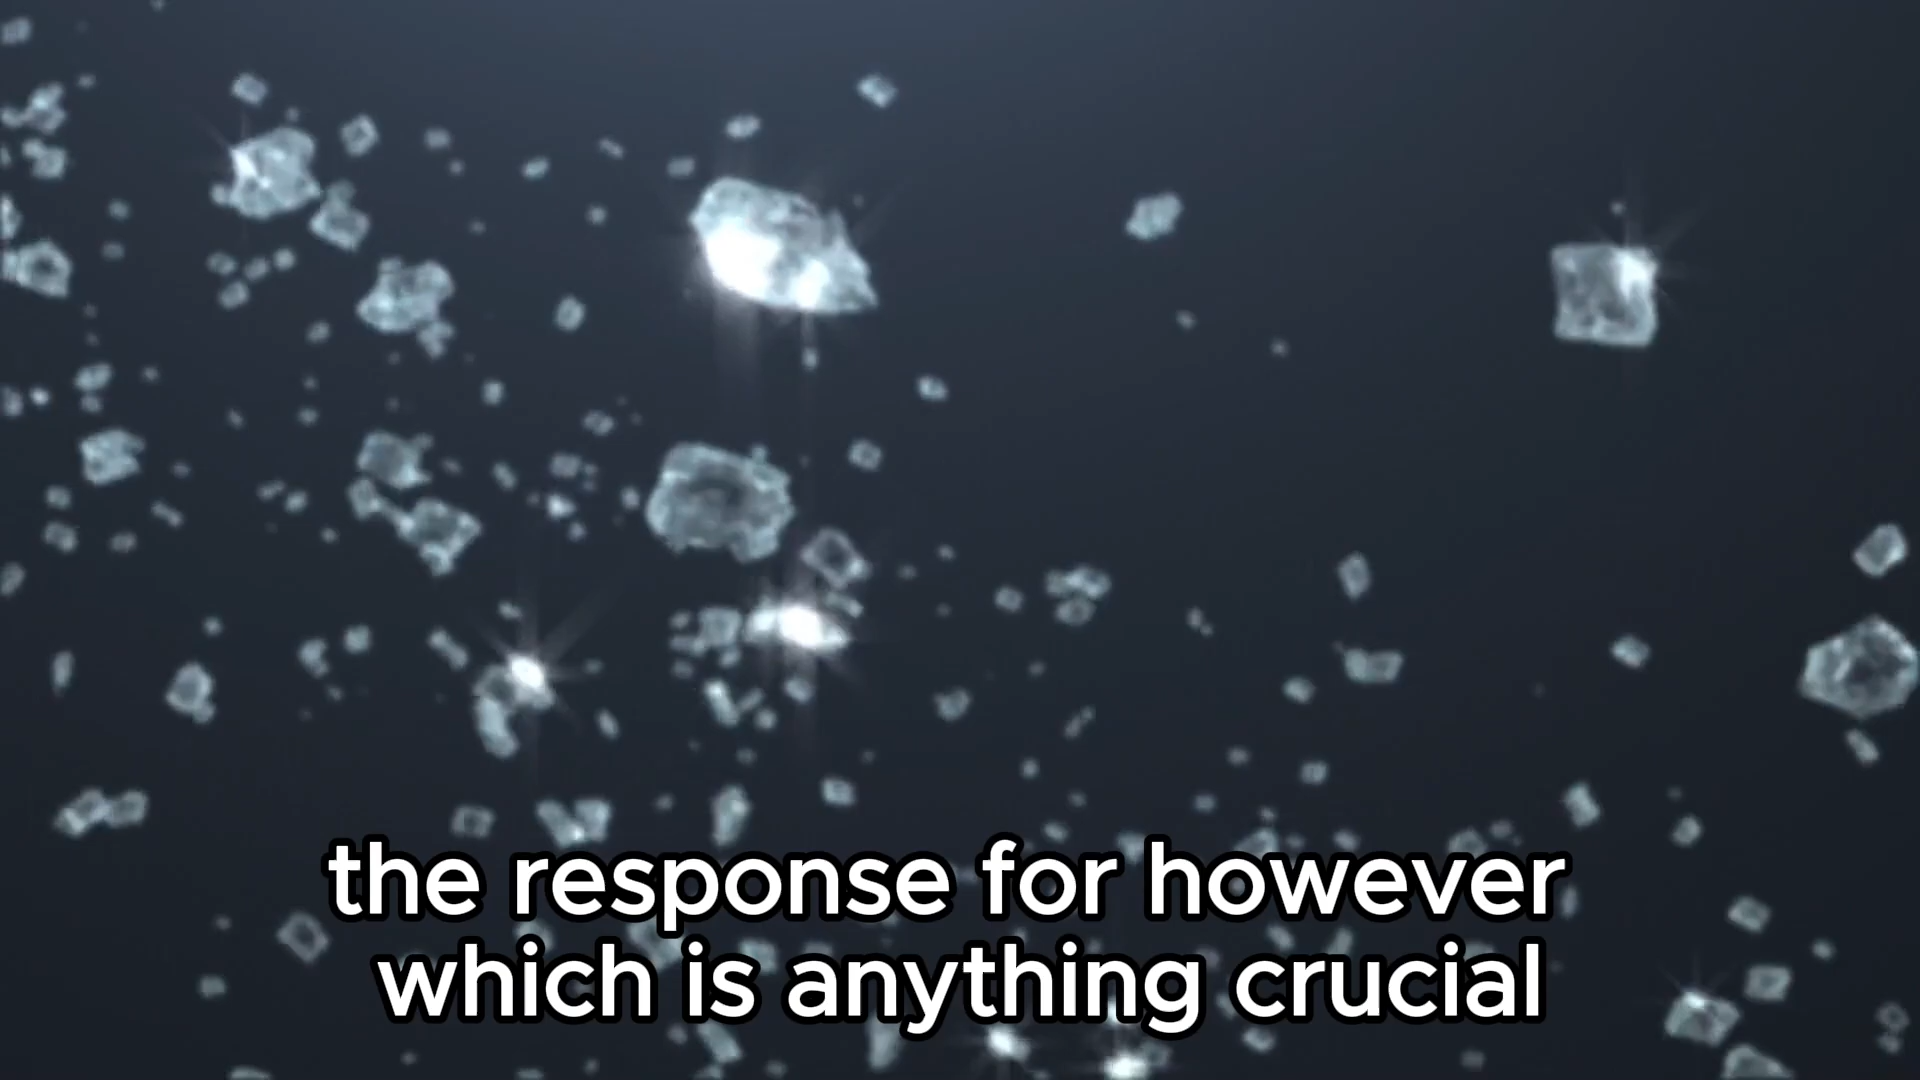 the response for however
which is anything crucial